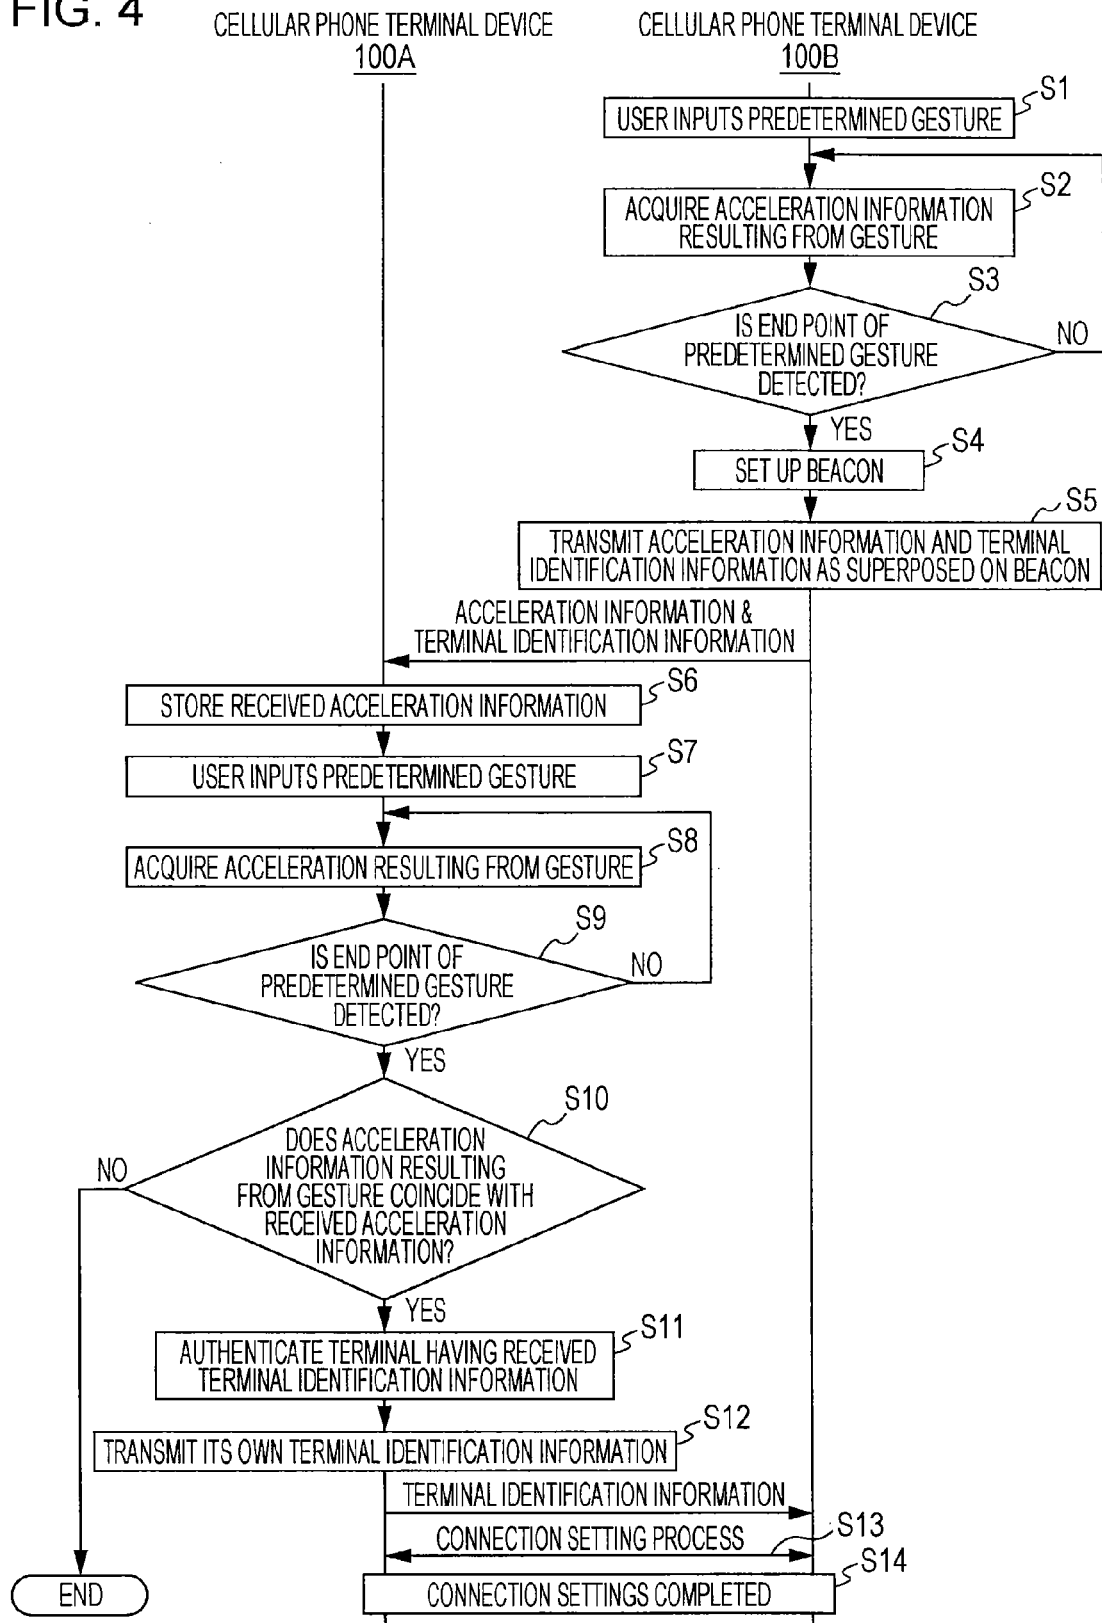 FIG. 4
CELLULAR PHONE TERMINAL DEVICE
100A
CELLULAR PHONE TERMINAL DEVICE
100B
S1
USER INPUTS PREDETERMINED GESTURE
S2
ACQUIRE ACCELERATION INFORMATION
RESULTING FROM GESTURE
S3
IS END POINT OF
PREDETERMINED GESTURE
DETECTED?
NO
YES
S4
SET UP BEACON
S5
TRANSMIT ACCELERATION INFORMATION AND TERMINAL
IDENTIFICATION INFORMATION AS SUPERPOSED ON BEACON
ACCELERATION INFORMATION &
TERMINAL IDENTIFICATION INFORMATION
S6
STORE RECEIVED ACCELERATION INFORMATION
S7
USER INPUTS PREDETERMINED GESTURE
S8
ACQUIRE ACCELERATION RESULTING FROM GESTURE
S9
IS END POINT OF
PREDETERMINED GESTURE
DETECTED?
NO
YES
S10
DOES ACCELERATION
INFORMATION RESULTING
FROM GESTURE COINCIDE WITH
RECEIVED ACCELERATION
INFORMATION?
NO
YES
S11
AUTHENTICATE TERMINAL HAVING RECEIVED
TERMINAL IDENTIFICATION INFORMATION
S12
TRANSMIT ITS OWN TERMINAL IDENTIFICATION INFORMATION
TERMINAL IDENTIFICATION INFORMATION
CONNECTION SETTING PROCESS
S13
S14
CONNECTION SETTINGS COMPLETED
END